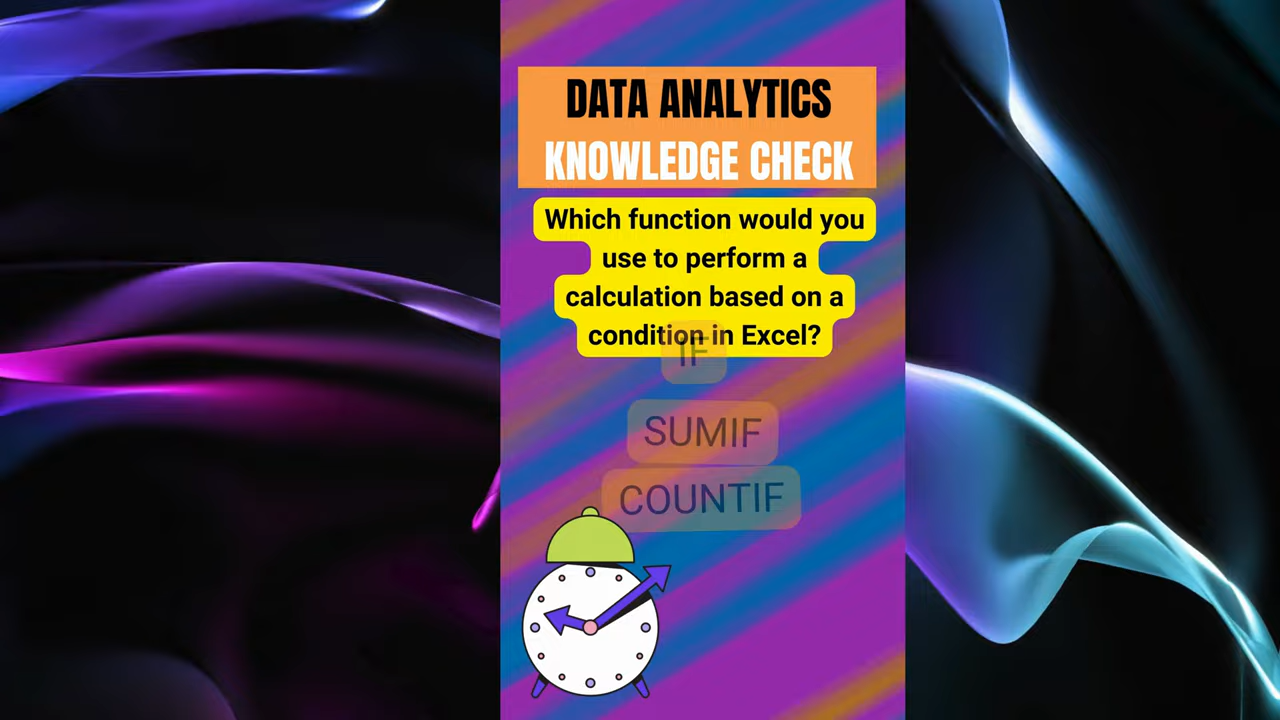 DATA ANALYTICS
KNOWLEDGE CHECK
Which function would you
use to perform a
calculation based on a
condition in Excel?
IF
SUMIF
COUNTIF